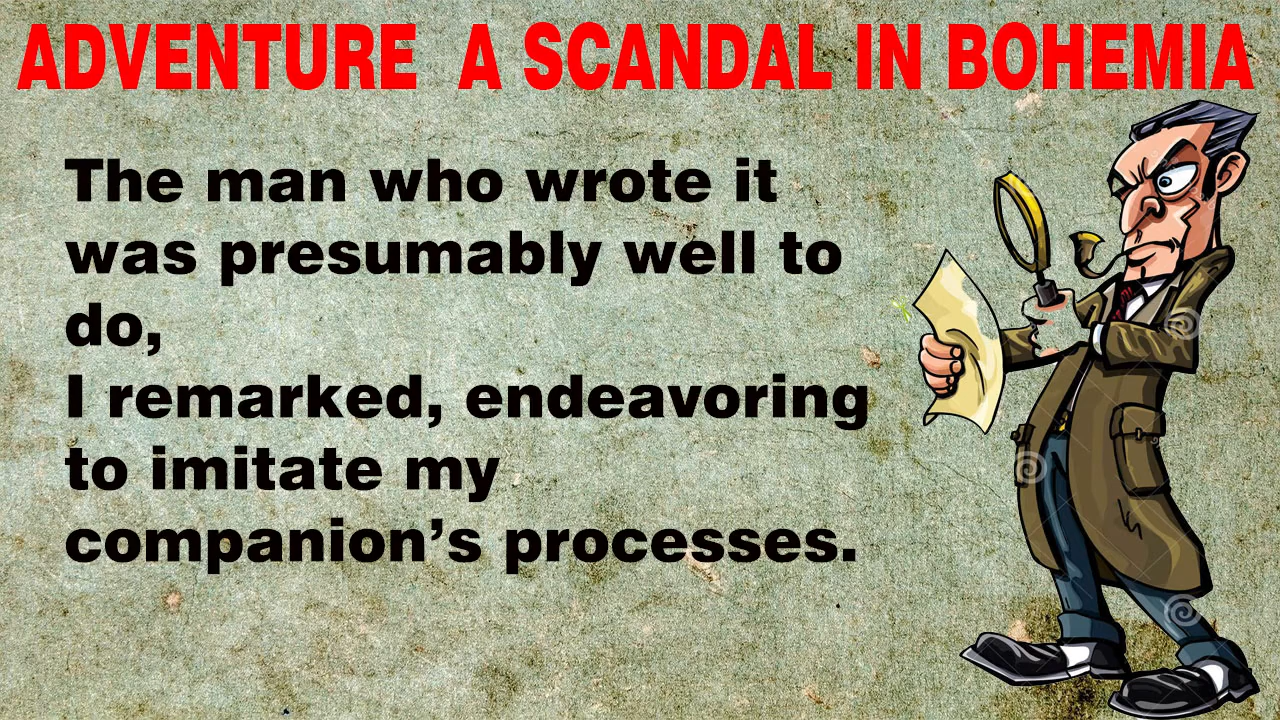 ADVENTURE A SCANDAL IN BOHEMIA
The man who wrote it
was presumably well to
do,
I remarked, endeavoring
to imitate my
companion’s processes.